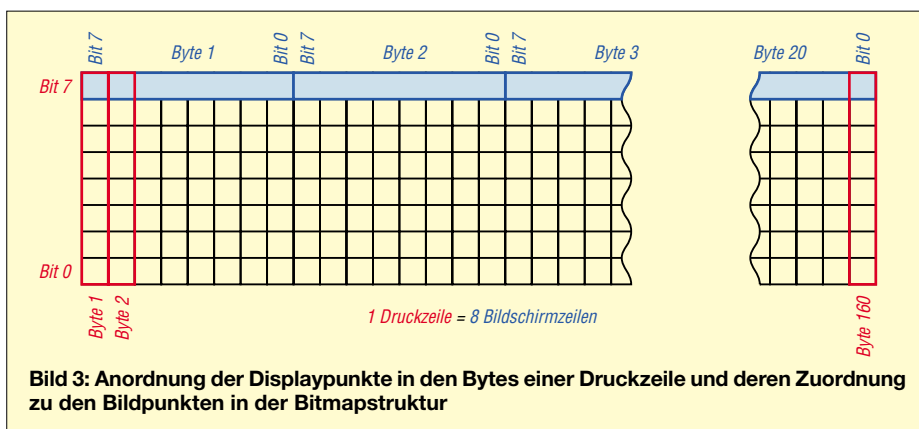 Bit 7 Byte 1 Bit 0 Bit 7 Byte 2 Bit 0 Bit 7 Byte 3 Byte 20 Bit 0
Bit 7
Bit 0
Byte 1 Byte 2 Byte 160
1 Druckzeile = 8 Bildschirmzeilen
Bild 3: Anordnung der Displaypunkte in den Bytes einer Druckzeile und deren Zuordnung
zu den Bildpunkten in der Bitmapstruktur